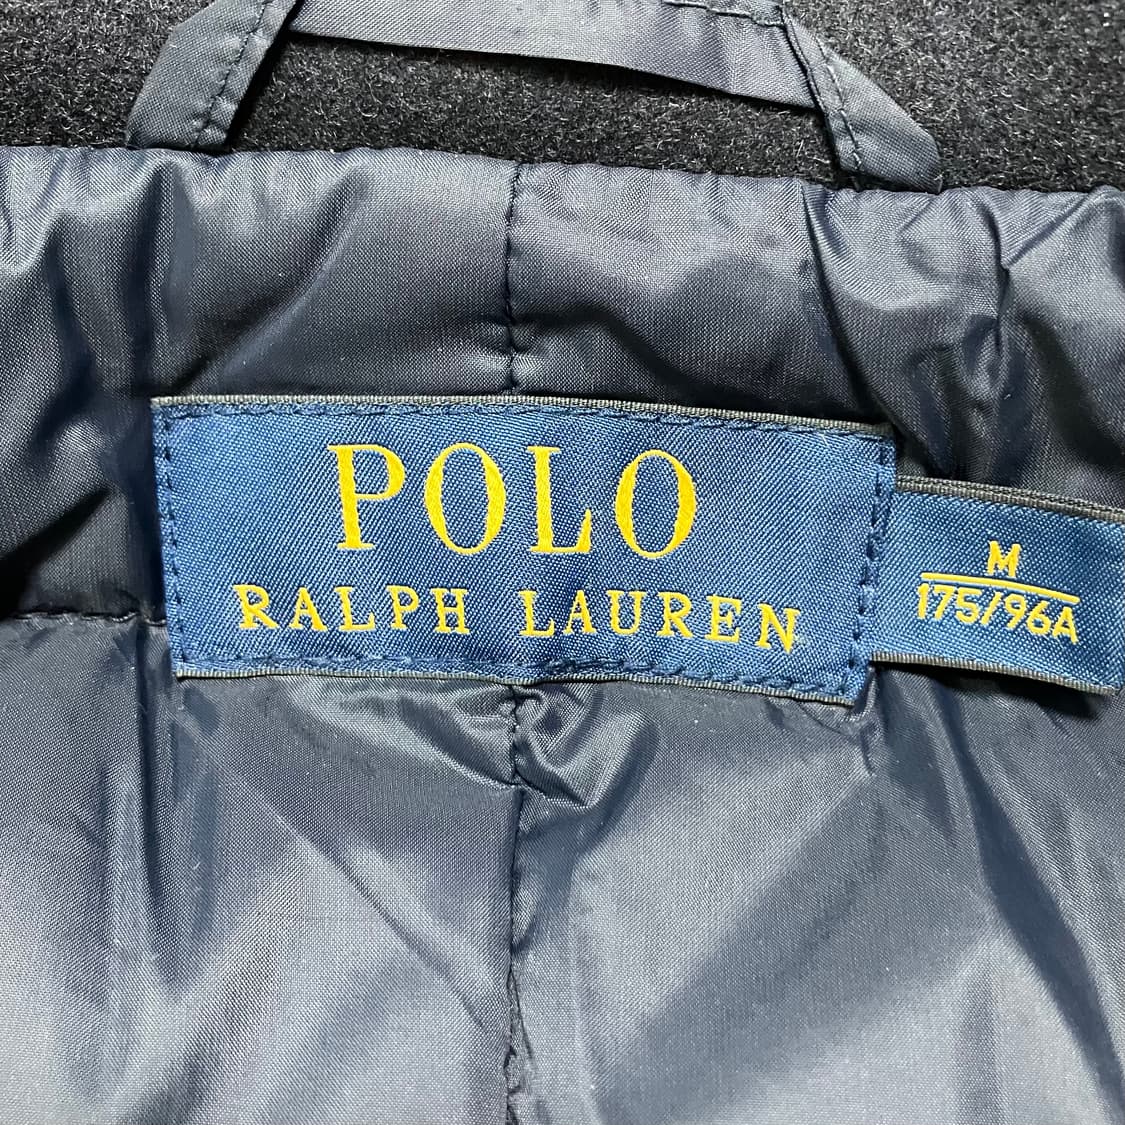 POLO
RALPH LAUREN
M
175/96A